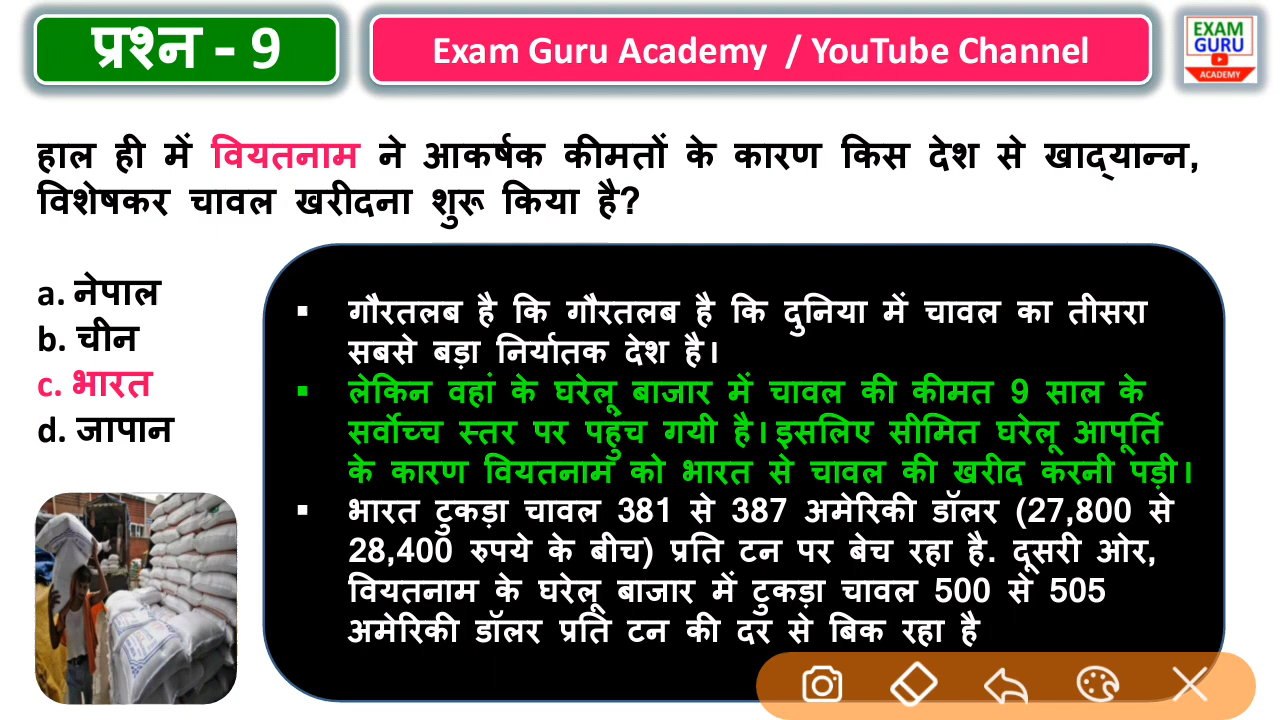 प्रश्न - 9
Exam Guru Academy / YouTube Channel
EXAM
GURU
ACADEMY
हाल ही में वियतनाम ने आकर्षक कीमतों के कारण किस देश से खाद्यान्न,
विशेषकर चावल खरीदना शुरू किया है?
a. नेपाल
b. चीन
c. भारत
d. जापान
▪ गौरतलब है कि गौरतलब है कि दुनिया में चावल का तीसरा
सबसे बड़ा निर्यातक देश है।
▪ लेकिन वहां के घरेलू बाजार में चावल की कीमत 9 साल के
सर्वोच्च स्तर पर पहुंच गयी है। इसलिए सीमित घरेलू आपूर्ति
के कारण वियतनाम को भारत से चावल की खरीद करनी पड़ी।
▪ भारत टुकड़ा चावल 381 से 387 अमेरिकी डॉलर (27,800 से
28,400 रुपये के बीच) प्रति टन पर बेच रहा है. दूसरी ओर,
वियतनाम के घरेलू बाजार में टुकड़ा चावल 500 से 505
अमेरिकी डॉलर प्रति टन की दर से बिक रहा है